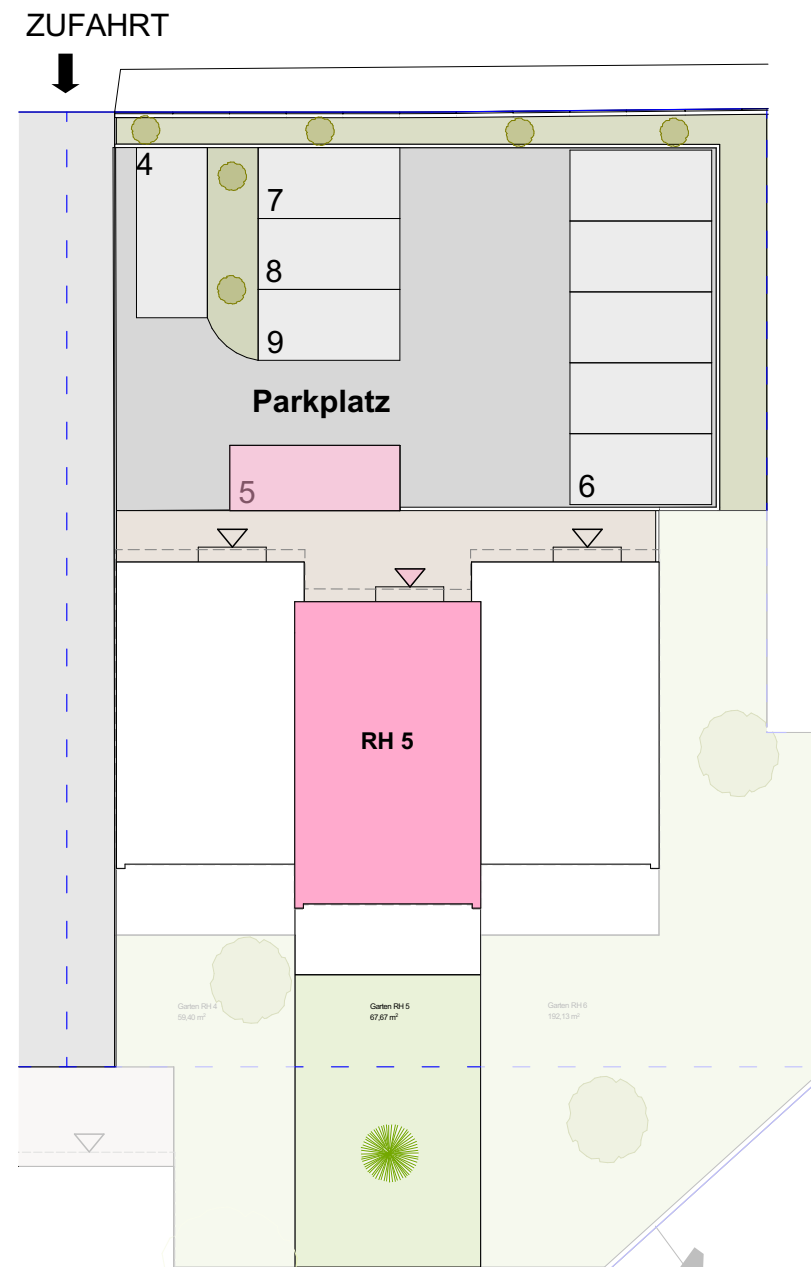 ZUFAHRT
4
7
8
9
Parkplatz
5
6
RH 5
Garten RH 4
59,40 m²
Garten RH 5
67,67 m²
Garten RH 6
192,13 m²